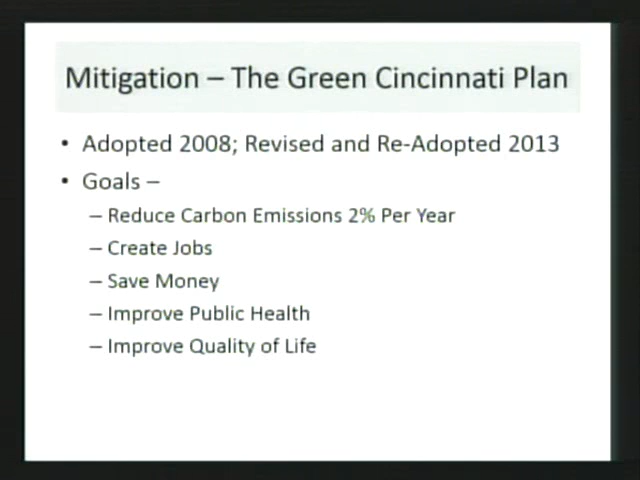 Mitigation – The Green Cincinnati Plan
• Adopted 2008; Revised and Re-Adopted 2013
• Goals –
– Reduce Carbon Emissions 2% Per Year
– Create Jobs
– Save Money
– Improve Public Health
– Improve Quality of Life